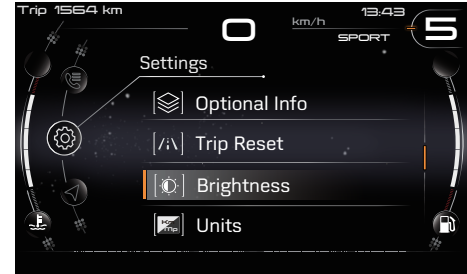 Trip 1564 km
0
km/h
13:43
SPORT
5
Settings
Optional Info
Trip Reset
Brightness
Units